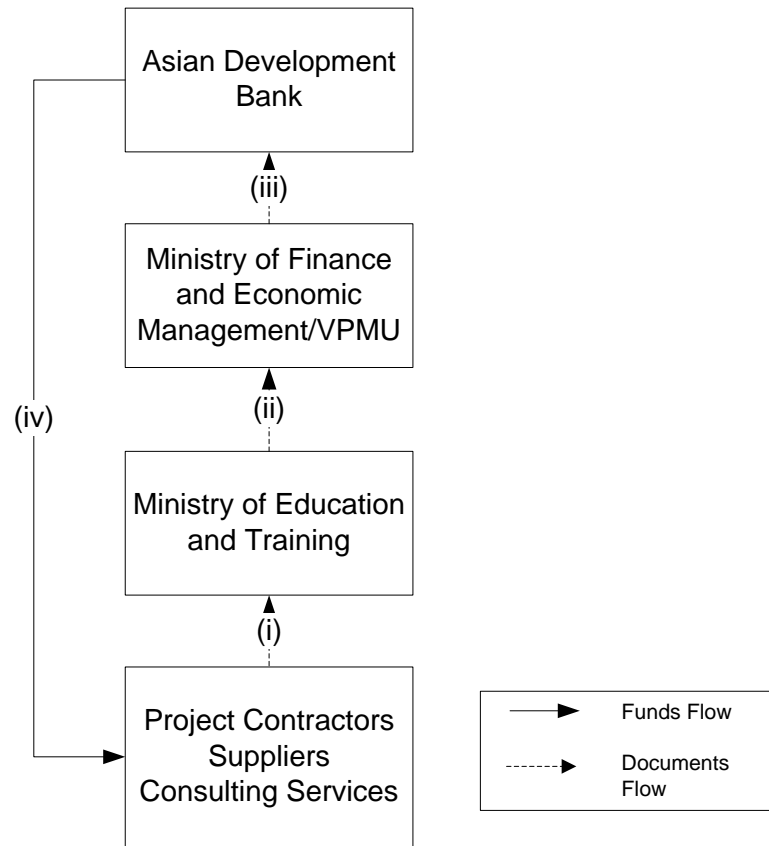 Asian Development
Bank
(iii)
Ministry of Finance
and Economic
Management/VPMU
(iv)
(ii)
Ministry of Education
and Training
(i)
Project Contractors
Suppliers
Consulting Services
Funds Flow
Documents
Flow